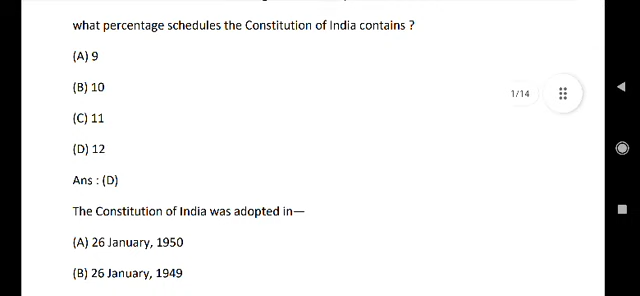 what percentage schedules the Constitution of India contains ?
(A) 9
(B) 10
(C) 11
1/14
(D) 12
Ans : (D)
The Constitution of India was adopted in—
(A) 26 January, 1950
(B) 26 January, 1949